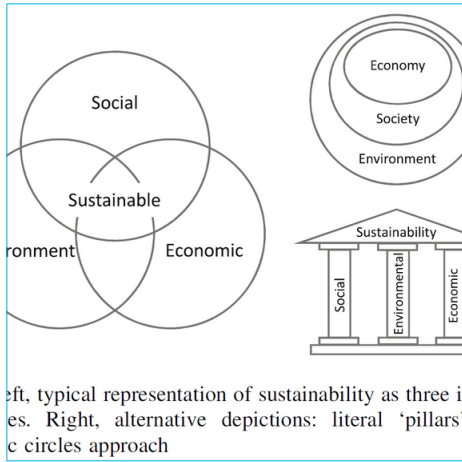 Social
Sustainable
ronment
Economic
Economy
Society
Environment
Sustainability
Social
Environmental
Economic
eft, typical representation of sustainability as three i
es. Right, alternative depictions: literal ‘pillars’
c circles approach